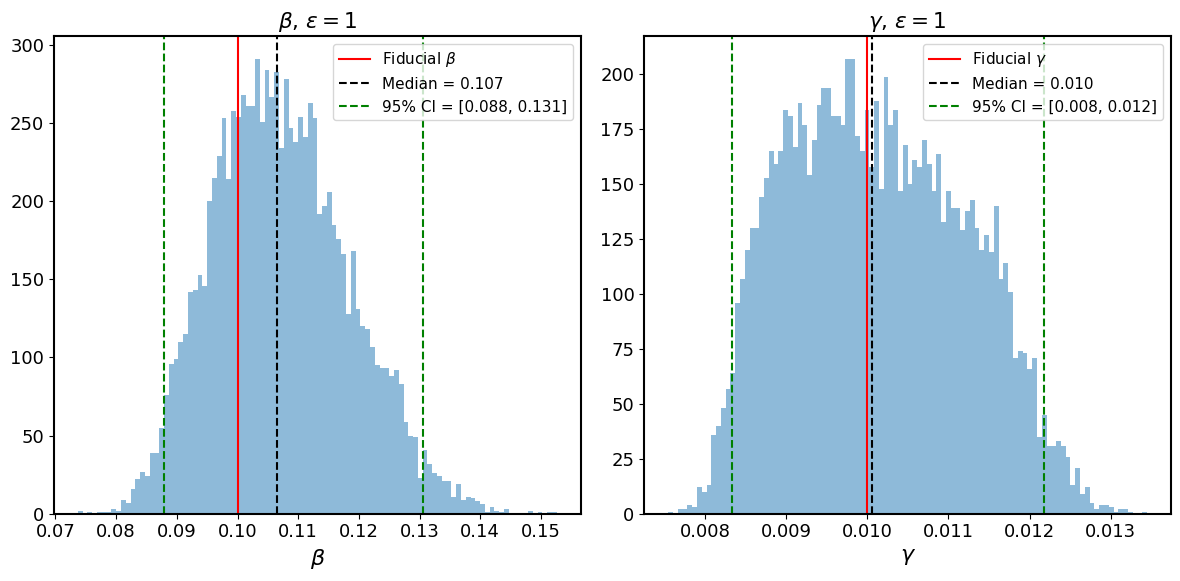 β, ε = 1
300
250
200
150
100
50
0
0.07 0.08 0.09 0.10 0.11 0.12 0.13 0.14 0.15
β
Fiducial β
Median = 0.107
95% CI = [0.088, 0.131]
γ, ε = 1
200
175
150
125
100
75
50
25
0
0.008 0.009 0.010 0.011 0.012 0.013
γ
Fiducial γ
Median = 0.010
95% CI = [0.008, 0.012]